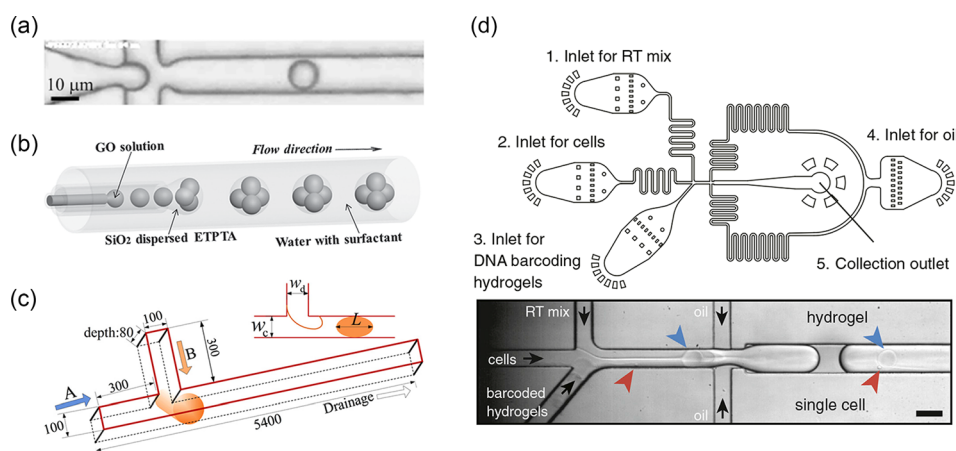 (a)
10 μm
(b)
GO solution
Flow direction
SiO2 dispersed ETPTA
Water with surfactant
(c)
100
depth:80
B
300
A
300
100
5400
Drainage
wd
wc
L
(d)
1. Inlet for RT mix
2. Inlet for cells
3. Inlet for
DNA barcoding
hydrogels
4. Inlet for oi
5. Collection outlet
RT mix
oil
hydrogel
cells
barcoded
hydrogels
oil
single cell